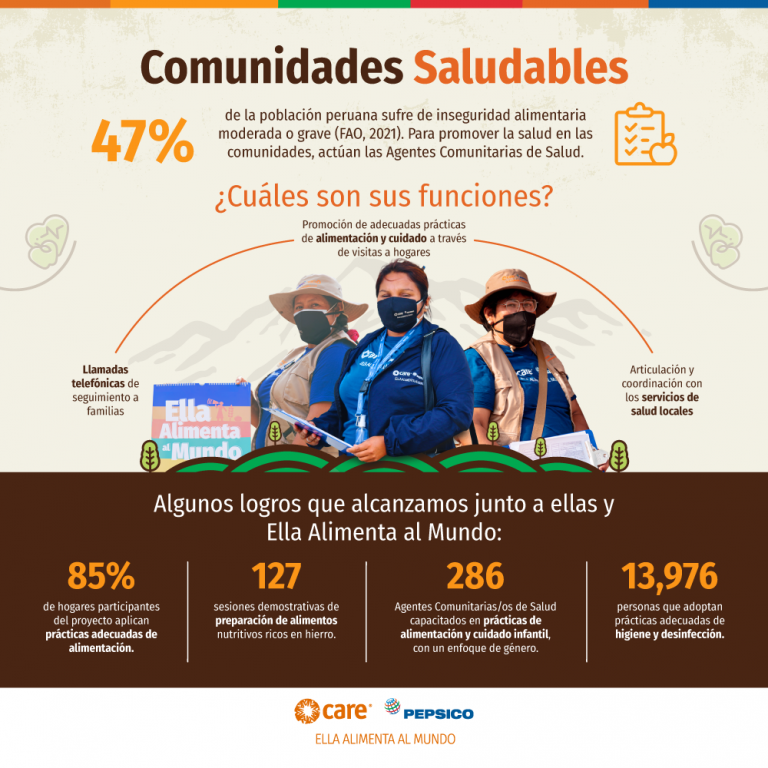 Comunidades Saludables
47%
de la población peruana sufre de inseguridad alimentaria
moderada o grave (FAO, 2021). Para promover la salud en las
comunidades, actúan las Agentes Comunitarias de Salud.
¿Cuáles son sus funciones?
Promoción de adecuadas prácticas
de alimentación y cuidado a través
de visitas a hogares
Llamadas
telefónicas de
seguimiento a
familias
Articulación y
coordinación con
los servicios de
salud locales
Ella
Alimenta
al Mundo
care
care
Algunos logros que alcanzamos junto a ellas y
Ella Alimenta al Mundo:
85%
de hogares participantes
del proyecto aplican
prácticas adecuadas de
alimentación.
127
sesiones demostrativas de
preparación de alimentos
nutritivos ricos en hierro.
286
Agentes Comunitarias/os de Salud
capacitados en prácticas de
alimentación y cuidado infantil,
con un enfoque de género.
13,976
personas que adoptan
prácticas adecuadas de
higiene y desinfección.
care® PEPSICO
ELLA ALIMENTA AL MUNDO